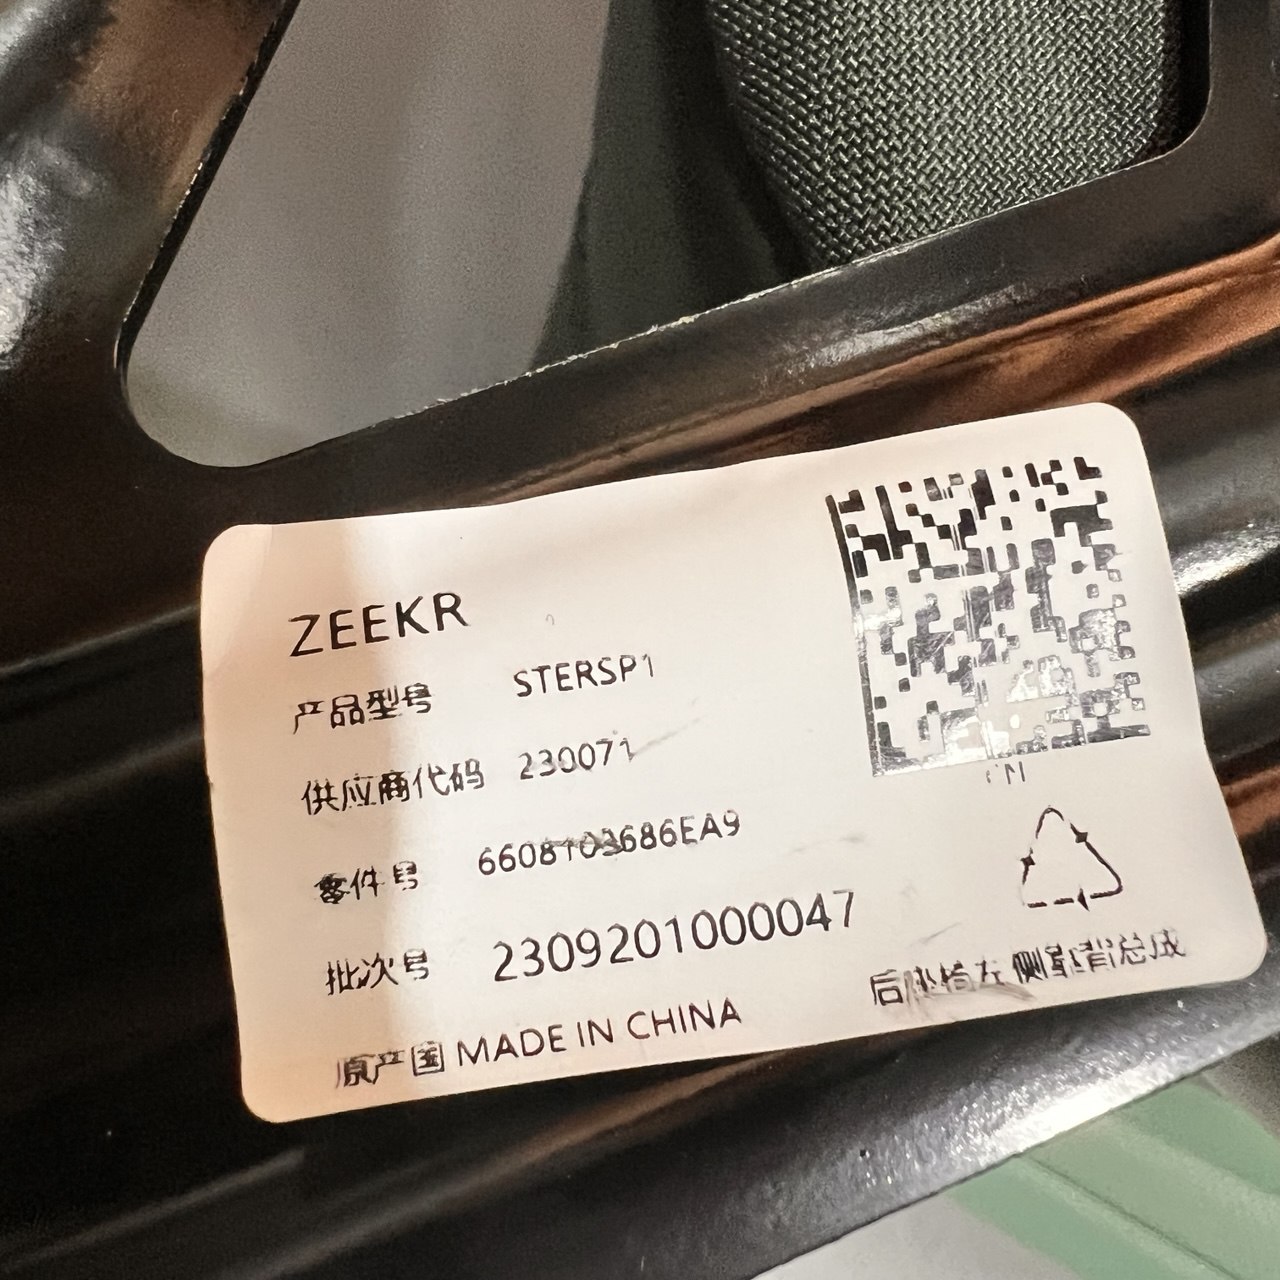 ZEEKR
产品型号 STERSP1
供应商代码 230071
零件号 6608103686EA9
批次号 2309201000047
后座椅左侧靠背总成
原产国 MADE IN CHINA